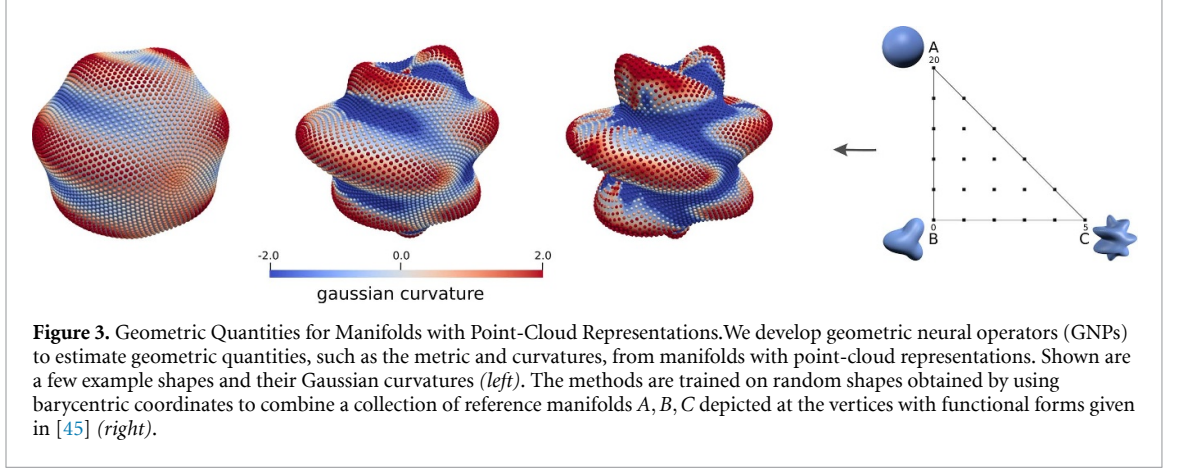 A
20
0
B
5
C
-2.0 0.0 2.0
gaussian curvature
Figure 3. Geometric Quantities for Manifolds with Point-Cloud Representations.We develop geometric neural operators (GNPs)
to estimate geometric quantities, such as the metric and curvatures, from manifolds with point-cloud representations. Shown are
a few example shapes and their Gaussian curvatures (left). The methods are trained on random shapes obtained by using
barycentric coordinates to combine a collection of reference manifolds A, B, C depicted at the vertices with functional forms given
in [45] (right).